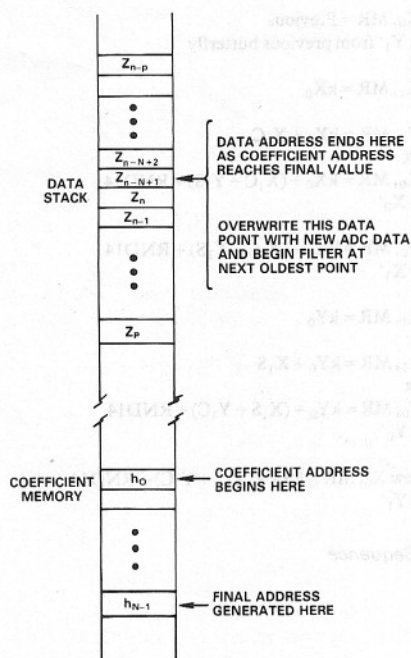 Z_{n-p}
Z_{n-N+2}
Z_{n-N+1}
Z_n
Z_{n-1}
Z_p
DATA
STACK
DATA ADDRESS ENDS HERE
AS COEFFICIENT ADDRESS
REACHES FINAL VALUE
OVERWRITE THIS DATA
POINT WITH NEW ADC DATA
AND BEGIN FILTER AT
NEXT OLDEST POINT
COEFFICIENT
MEMORY
h_O
COEFFICIENT ADDRESS
BEGINS HERE
h_{N-1}
FINAL ADDRESS
GENERATED HERE